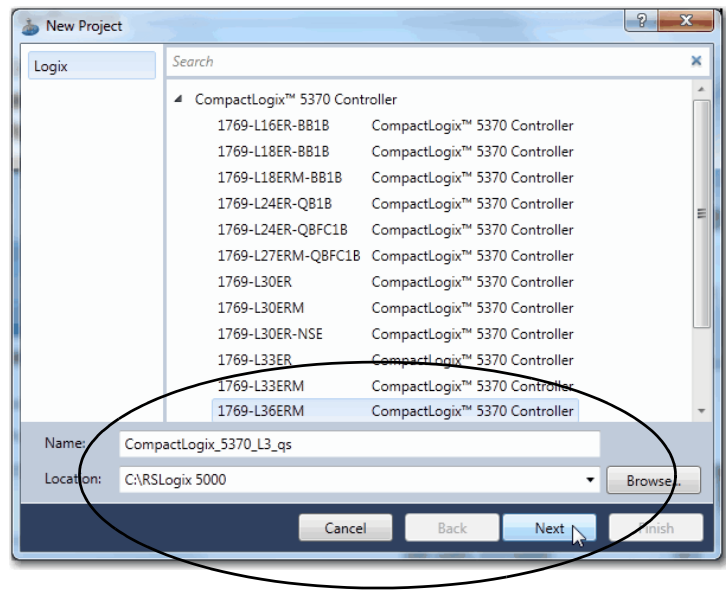 New Project
Logix
Search
CompactLogix™ 5370 Controller
1769-L16ER-BB1B CompactLogix™ 5370 Controller
1769-L18ER-BB1B CompactLogix™ 5370 Controller
1769-L18ERM-BB1B CompactLogix™ 5370 Controller
1769-L24ER-QB1B CompactLogix™ 5370 Controller
1769-L24ER-QBFC1B CompactLogix™ 5370 Controller
1769-L27ERM-QBFC1B CompactLogix™ 5370 Controller
1769-L30ER CompactLogix™ 5370 Controller
1769-L30ERM CompactLogix™ 5370 Controller
1769-L30ER-NSE CompactLogix™ 5370 Controller
1769-L33ER CompactLogix™ 5370 Controller
1769-L33ERM CompactLogix™ 5370 Controller
1769-L36ERM CompactLogix™ 5370 Controller
Name: CompactLogix_5370_L3_qs
Location: C:\RSLogix 5000 Browse...
Cancel Back Next Finish